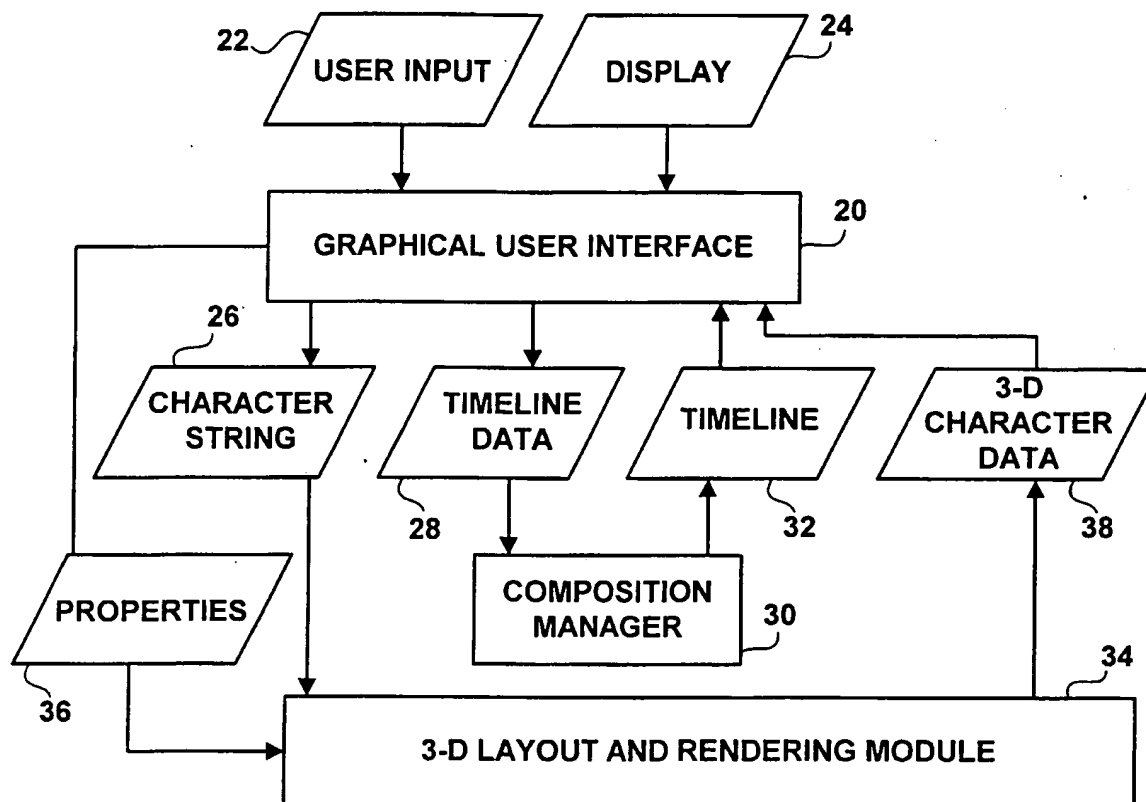 22
USER INPUT
24
DISPLAY
20
GRAPHICAL USER INTERFACE
26
CHARACTER
STRING
TIMELINE
DATA
28
TIMELINE
32
3-D
CHARACTER
DATA
38
PROPERTIES
36
COMPOSITION
MANAGER
30
34
3-D LAYOUT AND RENDERING MODULE